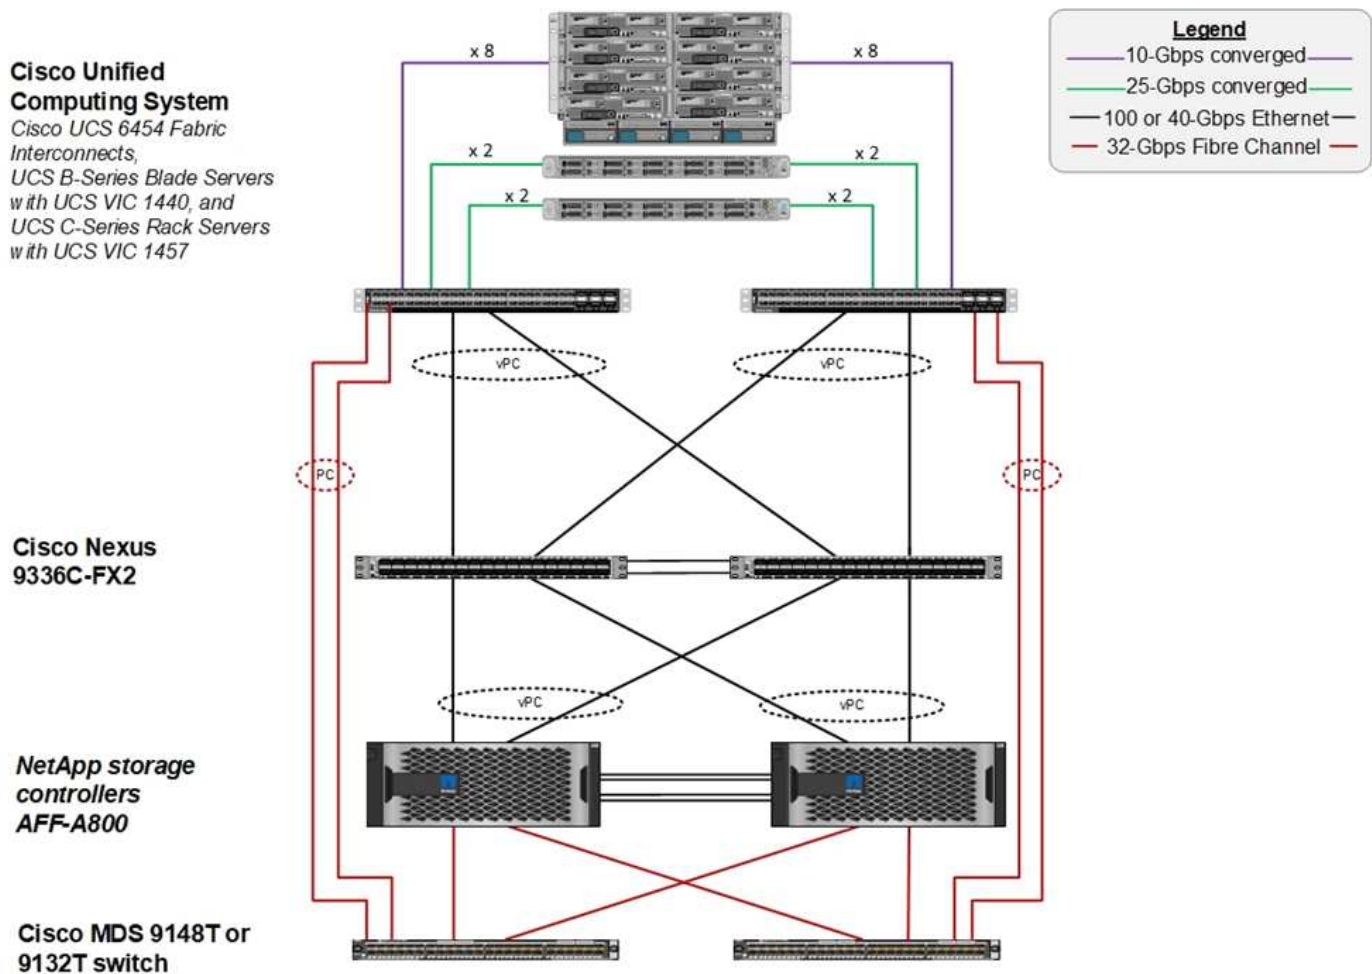 Cisco Unified
Computing System
Cisco UCS 6454 Fabric
Interconnects,
UCS B-Series Blade Servers
with UCS VIC 1440, and
UCS C-Series Rack Servers
with UCS VIC 1457
x 8
x 8
x 2
x 2
x 2
x 2
Legend
10-Gbps converged
25-Gbps converged
100 or 40-Gbps Ethernet
32-Gbps Fibre Channel
vPC
vPC
PC
PC
Cisco Nexus
9336C-FX2
vPC
vPC
NetApp storage
controllers
AFF-A800
Cisco MDS 9148T or
9132T switch